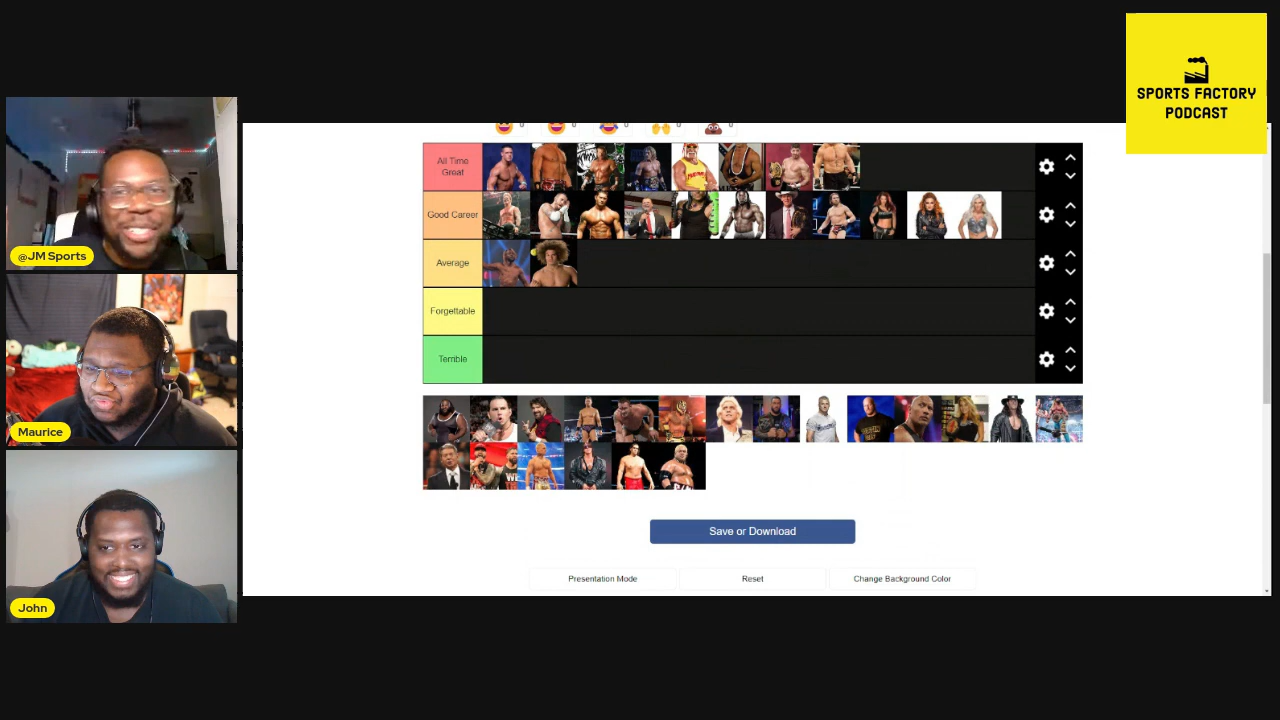 SPORTS FACTORY
PODCAST
@JM Sports
Maurice
John
All Time
Great
Good Career
Average
Forgettable
Terrible
Save or Download
Presentation Mode
Reset
Change Background Color